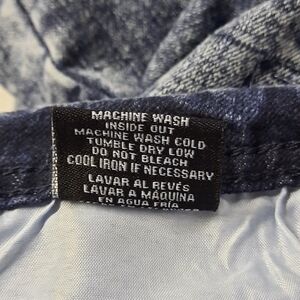 MACHINE WASH
INSIDE OUT
MACHINE WASH COLD
TUMBLE DRY LOW
DO NOT BLEACH
COOL IRON IF NECESSARY
LAVAR AL REVÉS
LAVAR A MÁQUINA
EN AGUA FRÍA